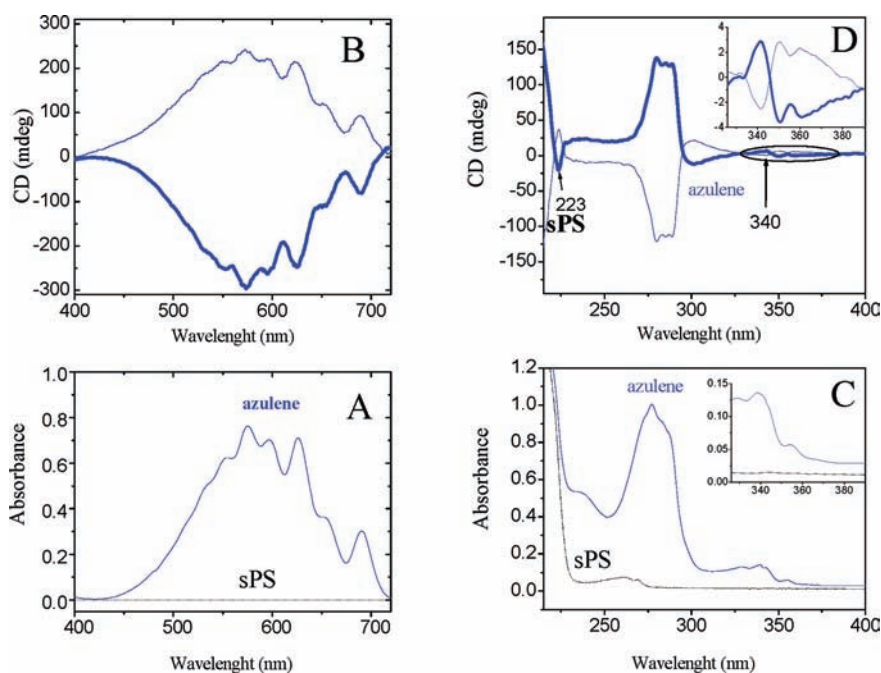 B
CD (mdeg)
300
200
100
0
-100
-200
-300
400 500 600 700
Wavelenght (nm)
D
CD (mdeg)
150
100
50
0
-50
-100
-150
4
2
0
-2
-4
340 360 380
223
sPS
azulene
340
250 300 350 400
Wavelenght (nm)
A
Absorbance
1.0
0.8
0.6
0.4
0.2
0.0
azulene
sPS
400 500 600 700
Wavelenght (nm)
C
Absorbance
1.2
1.0
0.8
0.6
0.4
0.2
0.0
azulene
sPS
0.15
0.10
0.05
0.00
340 360 380
250 300 350 400
Wavelenght (nm)